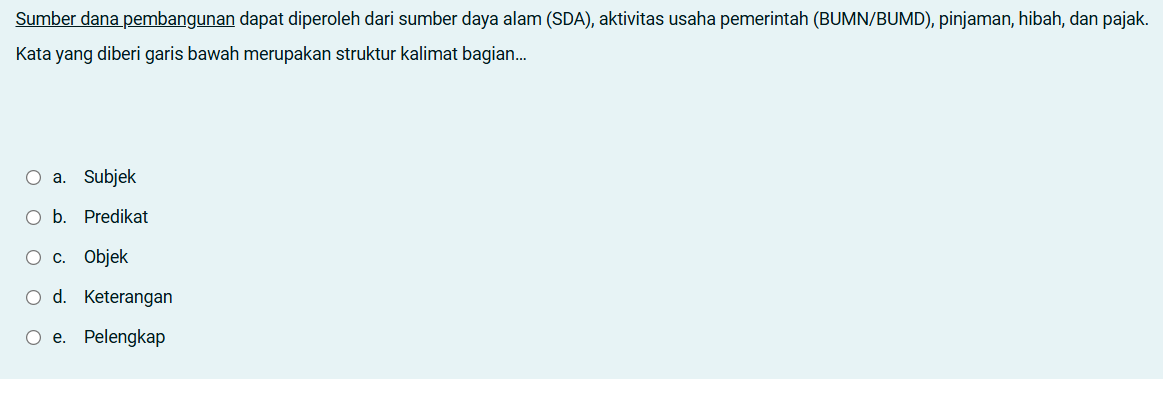 Sumber dana pembangunan dapat diperoleh dari sumber daya alam (SDA), aktivitas usaha pemerintah (BUMN/BUMD), pinjaman, hibah, dan pajak.
Kata yang diberi garis bawah merupakan struktur kalimat bagian...
a. Subjek
b. Predikat
c. Objek
d. Keterangan
e. Pelengkap